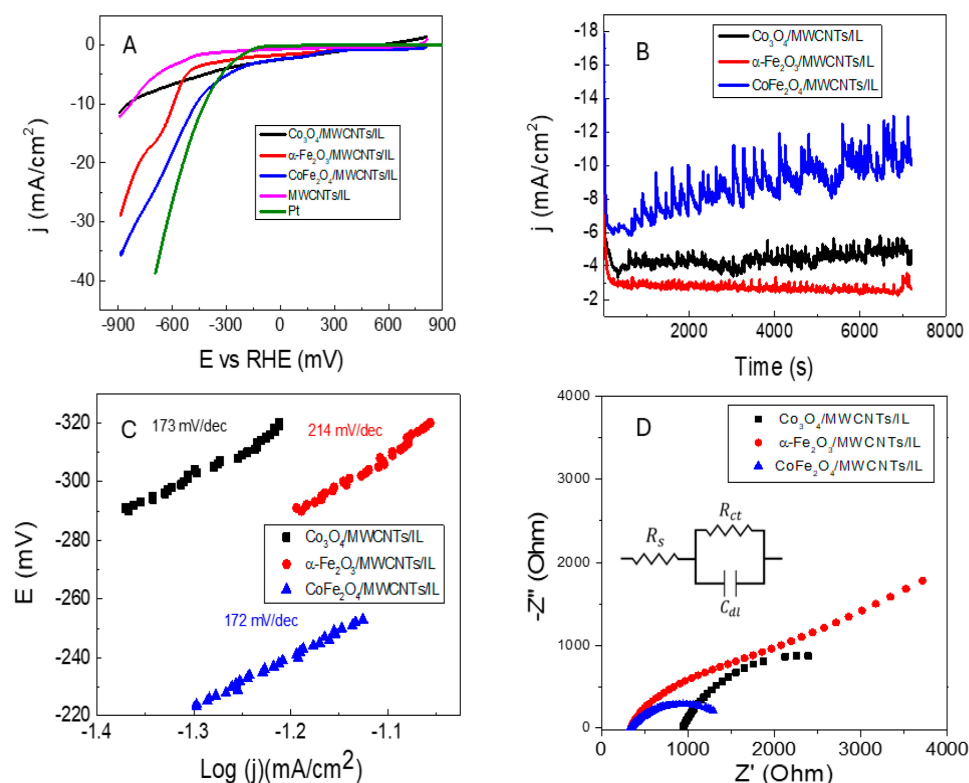 A
0
-10
-20
-30
-40
j (mA/cm²)
Co₃O₄/MWCNTs/IL
α-Fe₂O₃/MWCNTs/IL
CoFe₂O₄/MWCNTs/IL
MWCNTs/IL
Pt
-900 -600 -300 0 300 600 900
E vs RHE (mV)
B
-18
-16
-14
-12
-10
-8
-6
-4
-2
j (mA/cm²)
Co₃O₄/MWCNTs/IL
α-Fe₂O₃/MWCNTs/IL
CoFe₂O₄/MWCNTs/IL
2000 4000 6000 8000
Time (s)
C
-320
-300
-280
-260
-240
-220
E (mV)
173 mV/dec
214 mV/dec
Co₃O₄/MWCNTs/IL
α-Fe₂O₃/MWCNTs/IL
CoFe₂O₄/MWCNTs/IL
172 mV/dec
-1.4 -1.2 -1.1
Log (j)(mA/cm²)
D
4000
3000
2000
1000
0
-Z" (Ohm)
Co₃O₄/MWCNTs/IL
α-Fe₂O₃/MWCNTs/IL
CoFe₂O₄/MWCNTs/IL
Rₛ
R_ct
C_dl
0 1000 2000 3000 4000
Z' (Ohm)